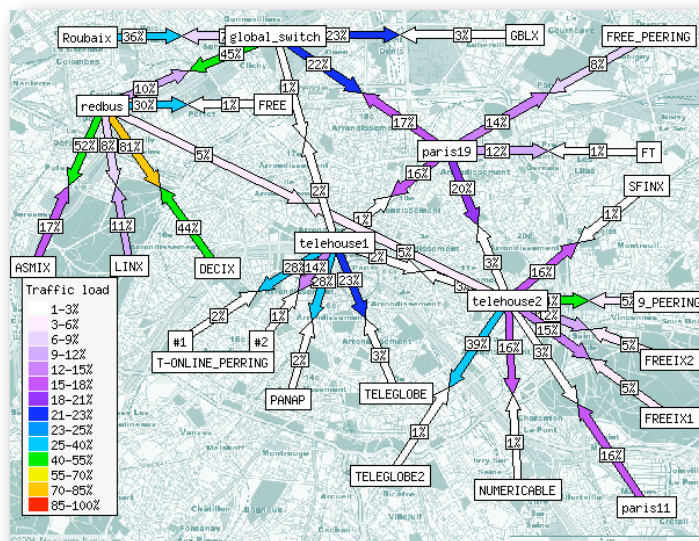 Roubaix
36%
global_switch
23%
3%
GBLX
FREE_PEERING
45%
22%
8%
10%
redbus
30%
1%
FREE
1%
14%
17%
52%
8%
81%
5%
paris19
12%
1%
FT
16%
20%
SFINX
2%
1%
1%
17%
11%
44%
telehouse1
5%
2%
3%
16%
ASMIX
LINX
DECIX
28%
14%
28%
23%
3%
telehouse2
5%
9_PEERING
Traffic load
1-3%
3-6%
6-9%
9-12%
12-15%
15-18%
18-21%
21-23%
23-25%
25-40%
40-55%
55-70%
70-85%
85-100%
2%
1%
12%
15%
#1
#2
39%
16%
3%
5%
FREEIX2
T-ONLINE_PERRING
2%
3%
PANAP
TELEGLOBE
5%
FREEIX1
1%
1%
16%
TELEGLOBE2
NUMERICABLE
paris11